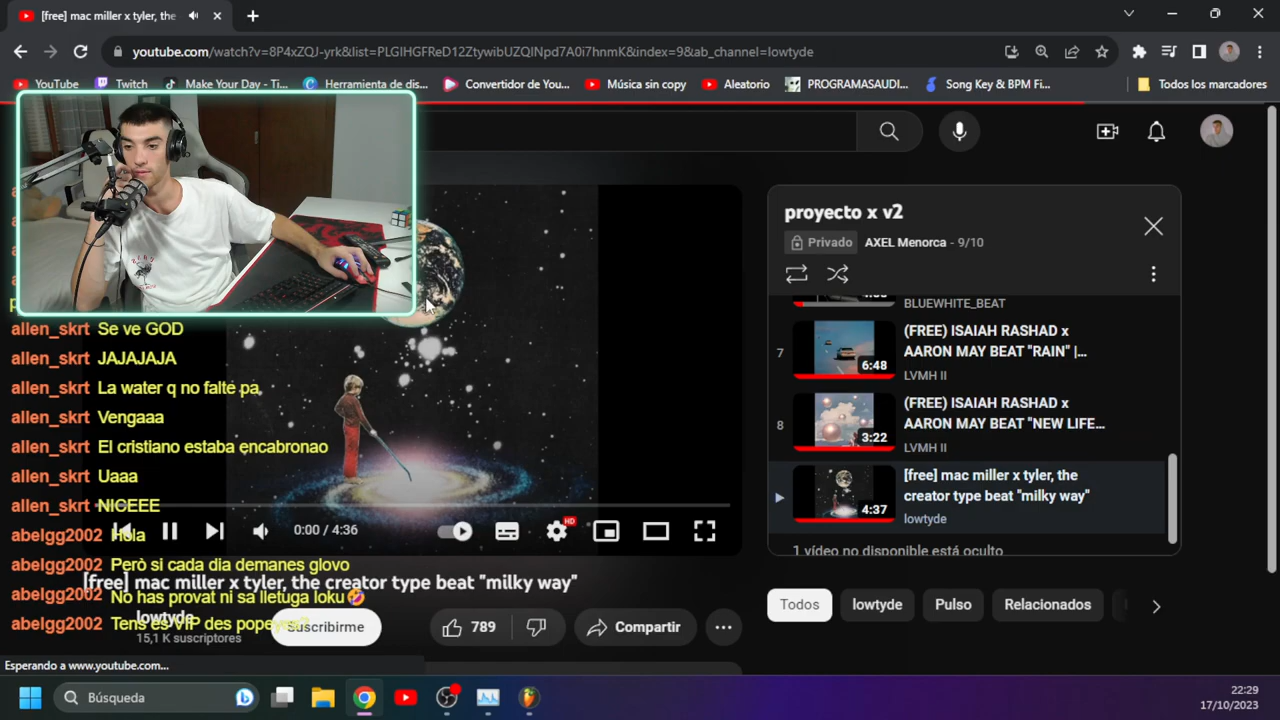 [free] mac miller x tyler, the
youtube.com/watch?v=8P4xZQJ-yrk&list=PLGIHGFReD12ZtywibUZQINpd7A0i7hnmK&index=9&ab_channel=lowtyde
YouTube
Twitch
Make Your Day - Ti...
Herramienta de dis...
Convertidor de You...
Música sin copy
Aleatorio
PROGRAMASAUDI...
Song Key & BPM Fi...
Todos los marcadores
proyecto x v2
Privado
AXEL Menorca - 9/10
BLUEWHITE_BEAT
7
6:48
(FREE) ISAIAH RASHAD x
AARON MAY BEAT "RAIN" |...
LVMH II
8
3:22
(FREE) ISAIAH RASHAD x
AARON MAY BEAT "NEW LIFE...
LVMH II
4:37
[free] mac miller x tyler, the
creator type beat "milky way"
lowtyde
1 vídeo no disponible está oculto
allen_skrt Se ve GOD
allen_skrt JAJAJAJA
allen_skrt La water q no falte pa
allen_skrt Vengaaa
allen_skrt El cristiano estaba encabronao
allen_skrt Uaaa
allen_skrt NICEEE
abelgg2002 Hola
abelgg2002 Però si cada dia demanes glovo
abelgg2002 No has provat ni sa lletuga loku🤣
abelgg2002 Tens es VIP des popeyes?
0:00 / 4:36
HD
[free] mac miller x tyler, the creator type beat "milky way"
lowtyde
15,1 K suscriptores
Suscribirme
789
Compartir
Todos
lowtyde
Pulso
Relacionados
Esperando a www.youtube.com...
Búsqueda
22:29
17/10/2023